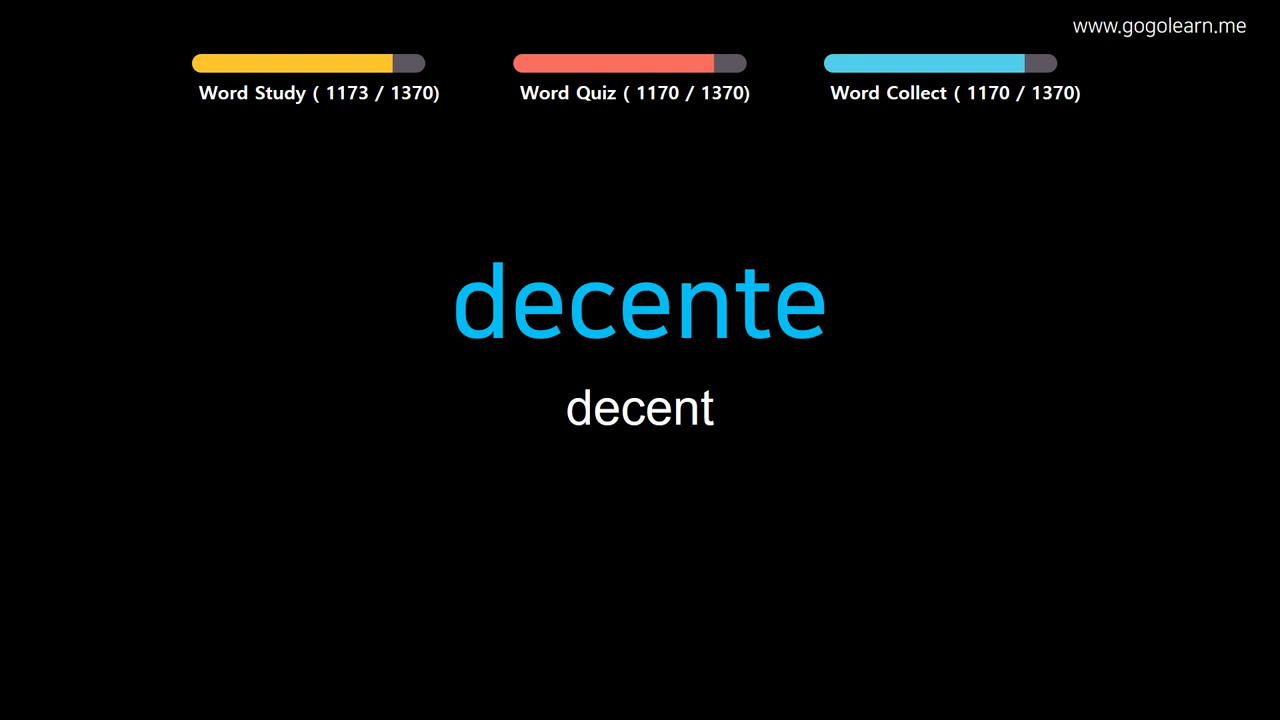 www.gogolearn.me
Word Study ( 1173 / 1370)
Word Quiz ( 1170 / 1370)
Word Collect ( 1170 / 1370)
decente
decent